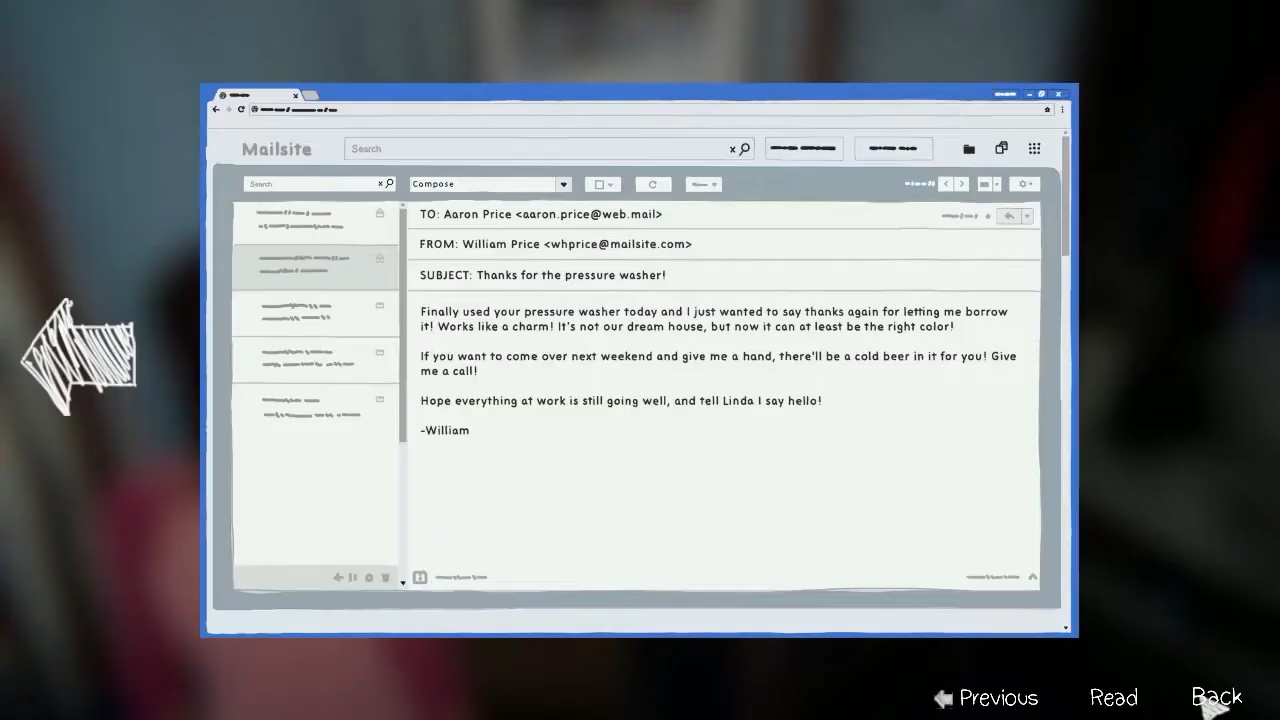 Mailsite
Search
x
Search
x
Compose
TO: Aaron Price <aaron.price@web.mail>
FROM: William Price <whprice@mailsite.com>
SUBJECT: Thanks for the pressure washer!
Finally used your pressure washer today and I just wanted to say thanks again for letting me borrow
it! Works like a charm! It's not our dream house, but now it can at least be the right color!
If you want to come over next weekend and give me a hand, there'll be a cold beer in it for you! Give
me a call!
Hope everything at work is still going well, and tell Linda I say hello!
-William
Previous
Read
Back